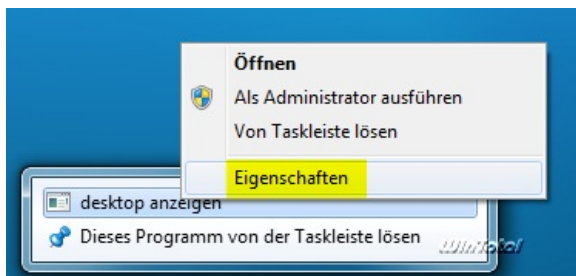 Öffnen
Als Administrator ausführen
Von Taskleiste lösen
Eigenschaften
desktop anzeigen
Dieses Programm von der Taskleiste lösen
WinTotal